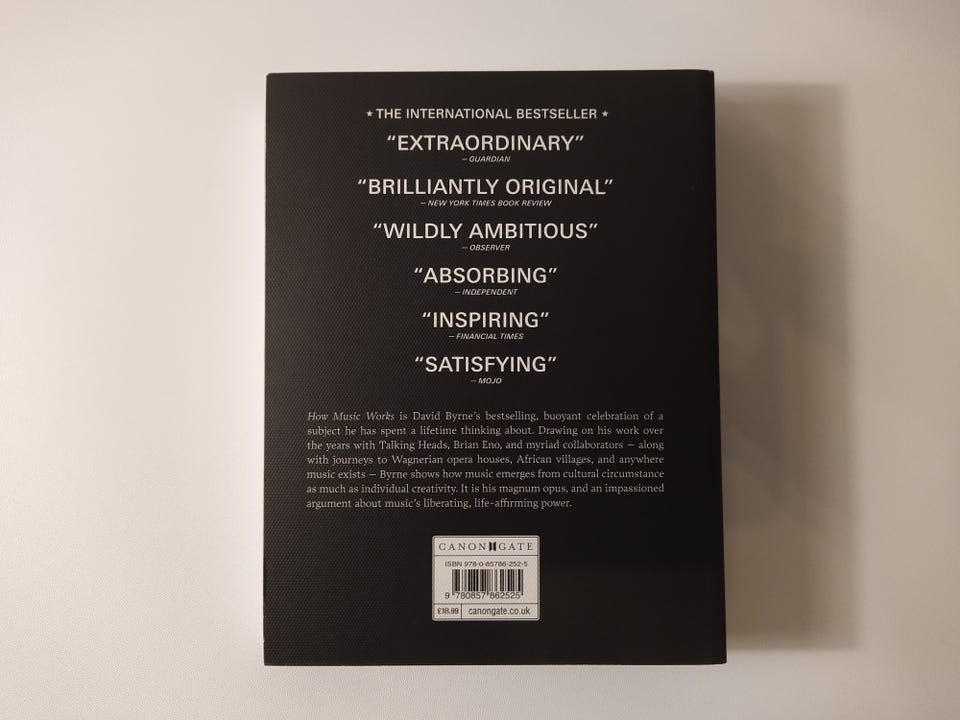 ★ THE INTERNATIONAL BESTSELLER ★
“EXTRAORDINARY”
– GUARDIAN
“BRILLIANTLY ORIGINAL”
– NEW YORK TIMES BOOK REVIEW
“WILDLY AMBITIOUS”
– OBSERVER
“ABSORBING”
– INDEPENDENT
“INSPIRING”
– FINANCIAL TIMES
“SATISFYING”
– MOJO
How Music Works is David Byrne’s bestselling, buoyant celebration of a
subject he has spent a lifetime thinking about. Drawing on his work over
the years with Talking Heads, Brian Eno, and myriad collaborators – along
with journeys to Wagnerian opera houses, African villages, and anywhere
music exists – Byrne shows how music emerges from cultural circumstance
as much as individual creativity. It is his magnum opus, and an impassioned
argument about music’s liberating, life-affirming power.
CANONGATE
ISBN 978-0-85786-252-5
9 780857 862525
£18.99 canongate.co.uk